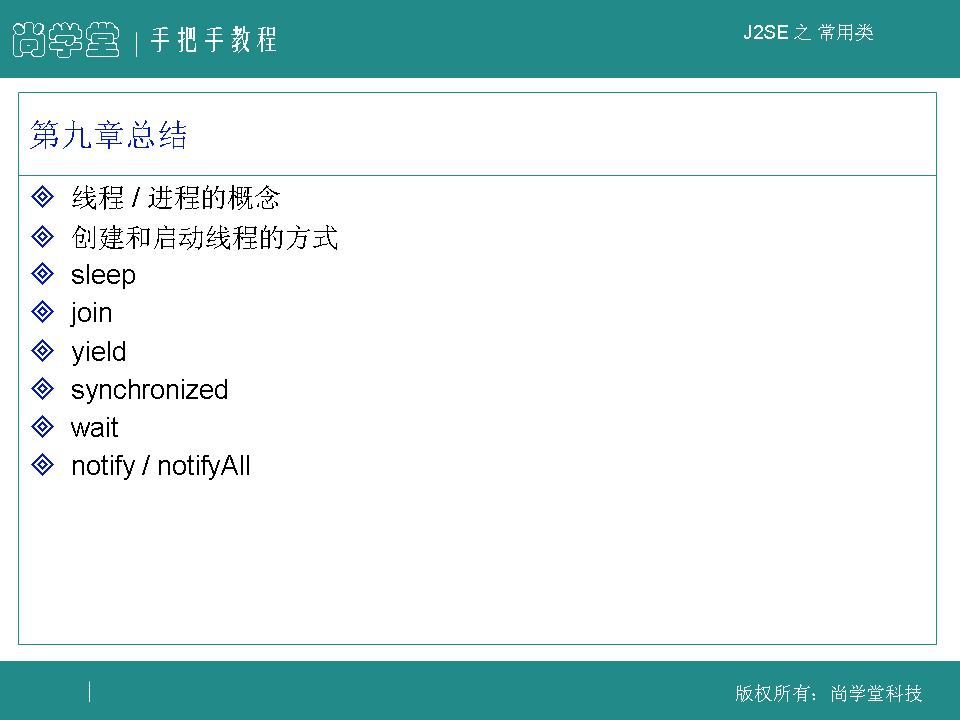 尚学堂 | 手把手教程
J2SE 之 常用类
第九章总结
线程 / 进程的概念
创建和启动线程的方式
sleep
join
yield
synchronized
wait
notify / notifyAll
版权所有：尚学堂科技